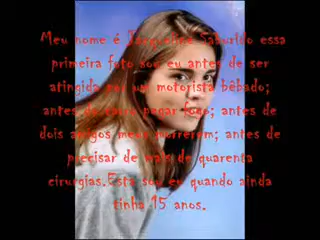 Meu nome é Jacqueline Saburido essa
primeira foto sou eu antes de ser
atingida por um motorista bêbado;
antes do carro pegar fogo; antes de
dois amigos meus morrerem; antes de
precisar de mais de quarenta
cirurgias.Esta sou eu quando ainda
tinha 15 anos.